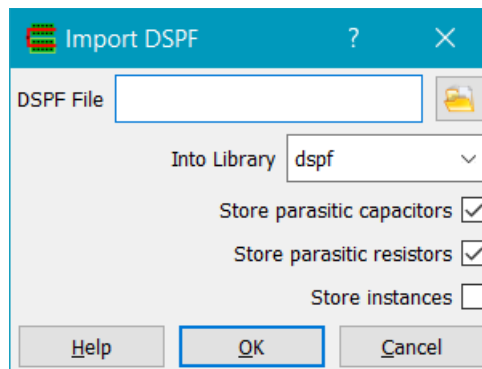 Import DSPF ?
DSPF File
Into Library dspf
Store parasitic capacitors
Store parasitic resistors
Store instances
Help OK Cancel